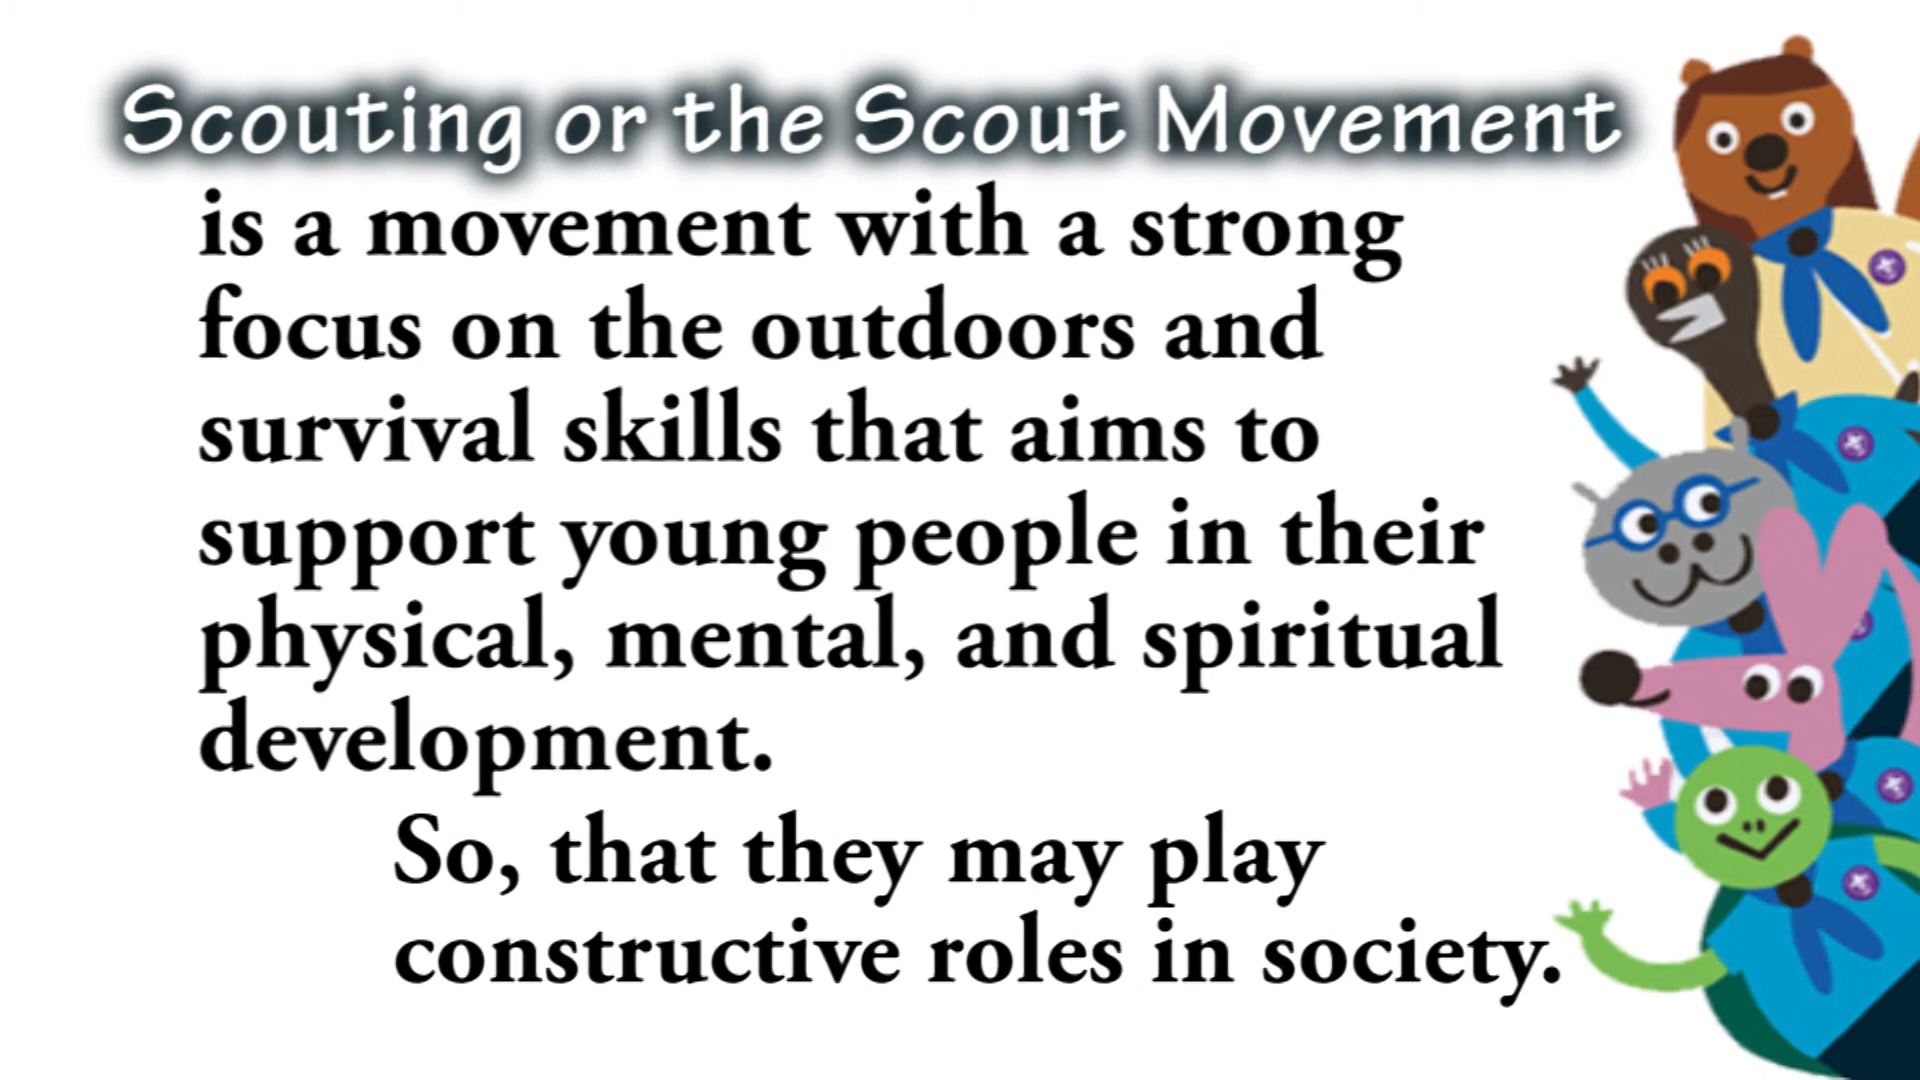 Scouting or the Scout Movement
is a movement with a strong
focus on the outdoors and
survival skills that aims to
support young people in their
physical, mental, and spiritual
development.
So, that they may play
constructive roles in society.